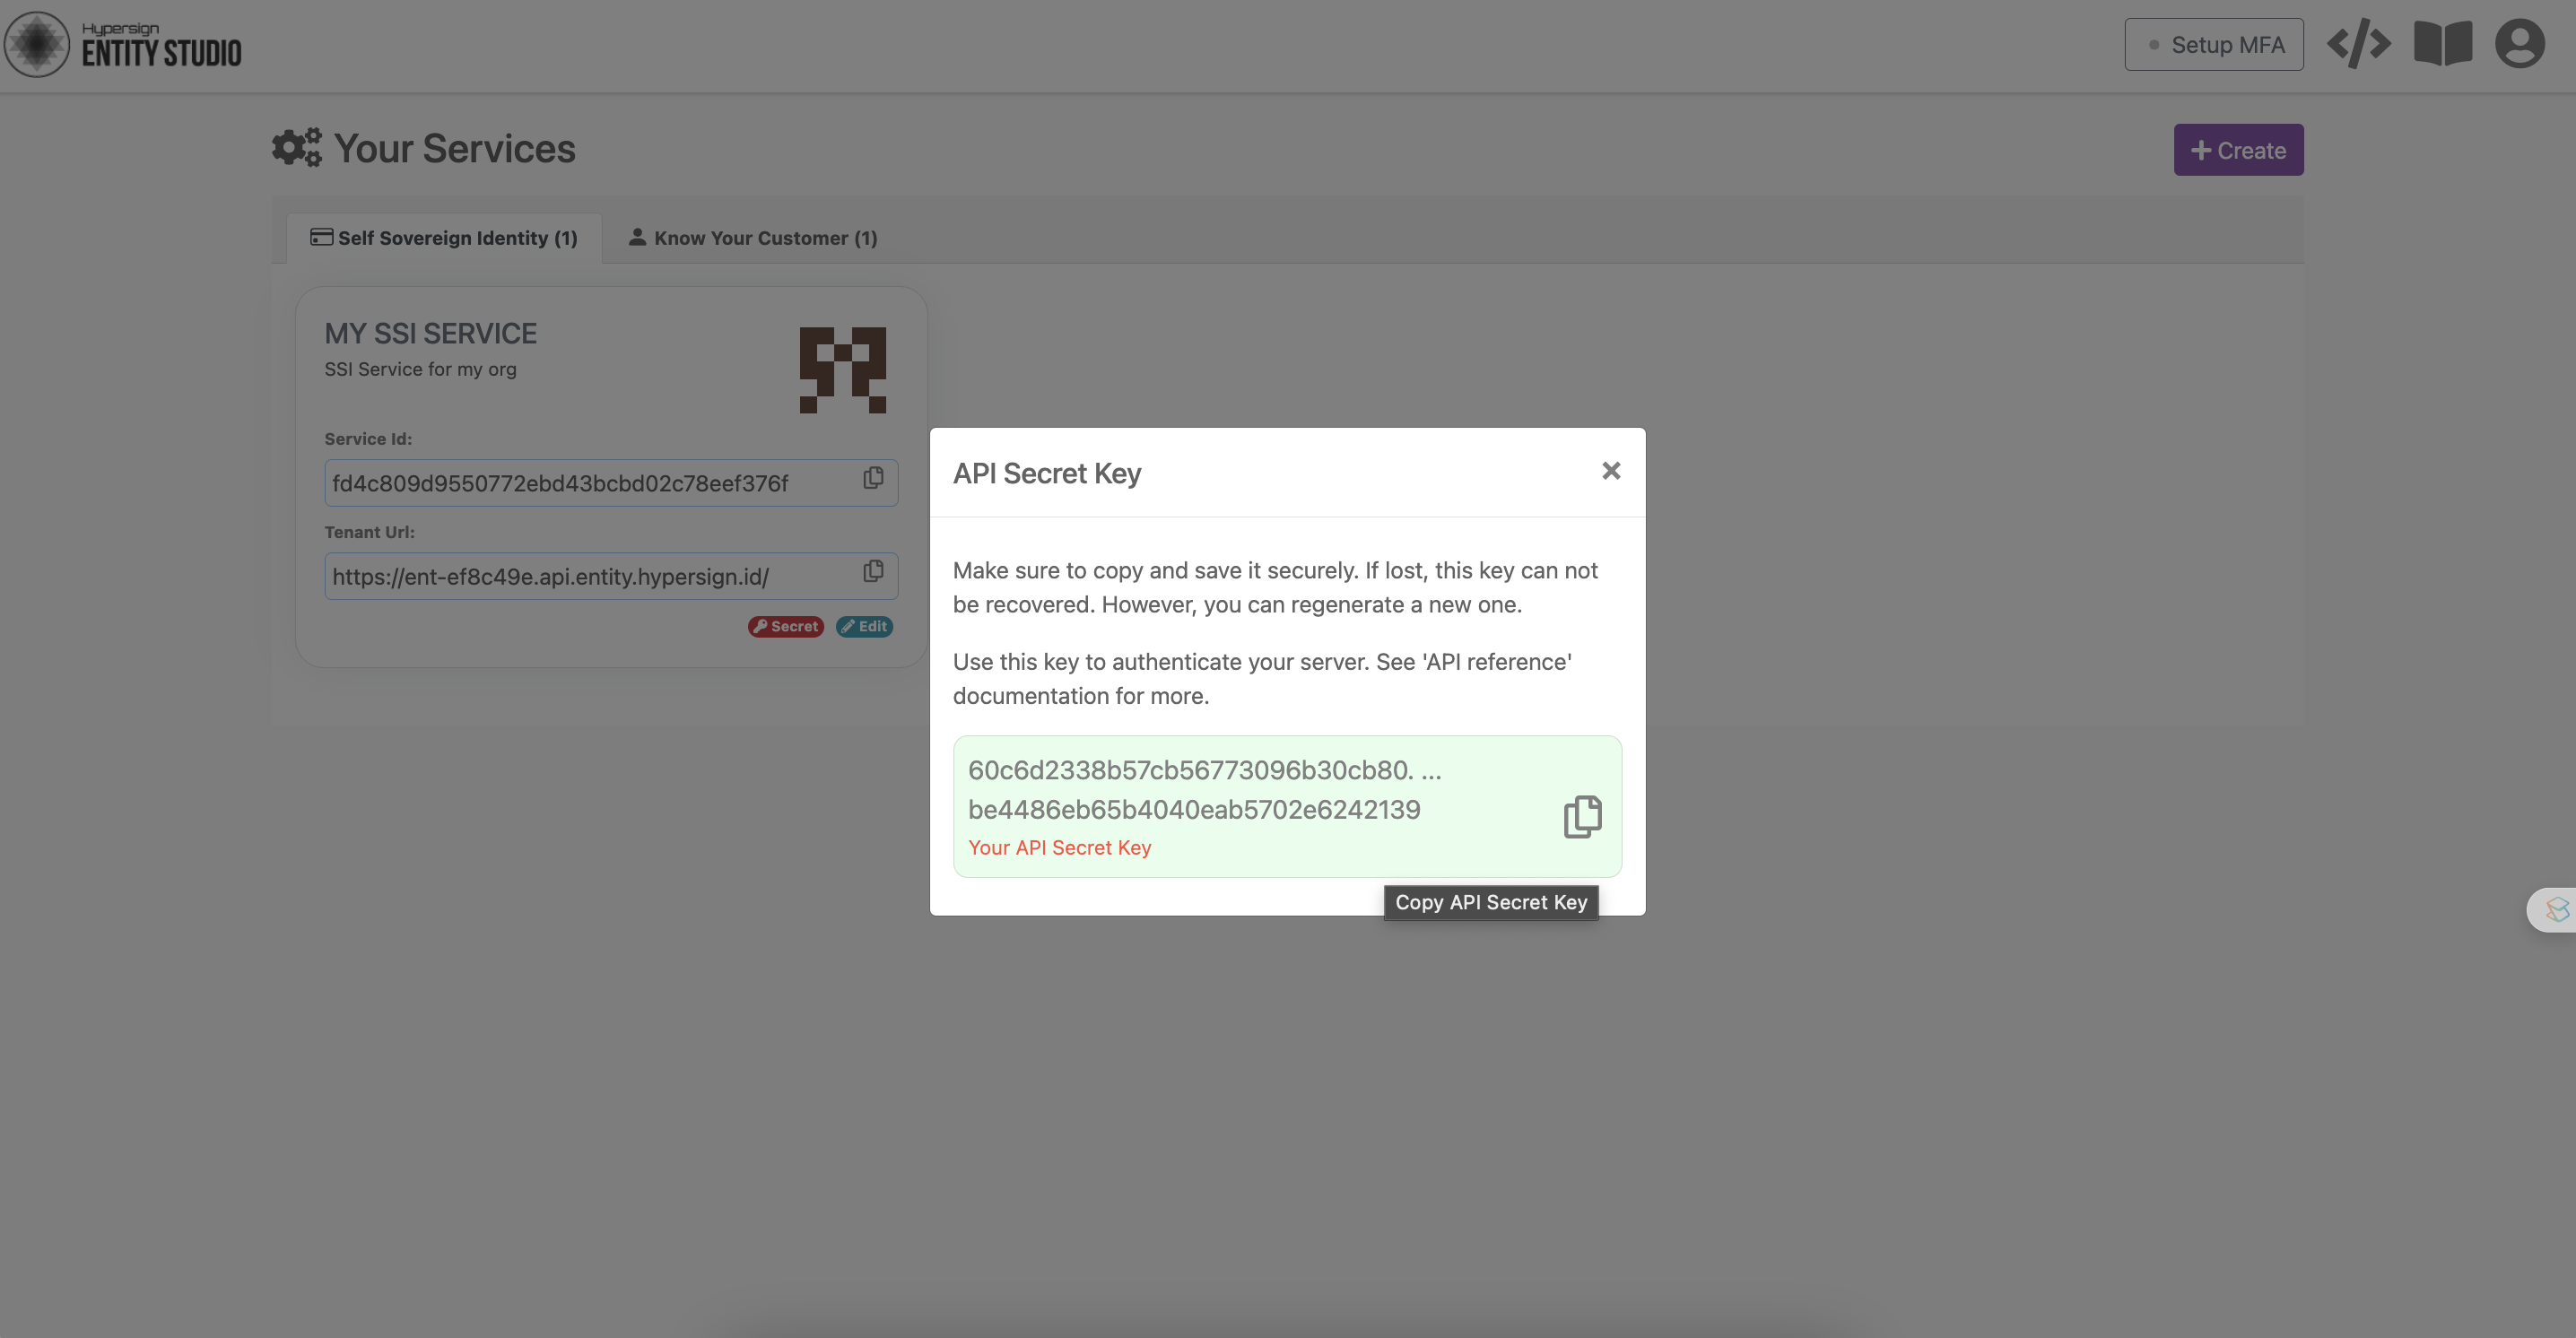 Hypersign
ENTITY STUDIO
Setup MFA
Your Services
Create
Self Sovereign Identity (1)
Know Your Customer (1)
MY SSI SERVICE
SSI Service for my org
Service Id:
fd4c809d9550772ebd43bcbd02c78eef376f
Tenant Url:
https://ent-ef8c49e.api.entity.hypersign.id/
Secret
Edit
API Secret Key
Make sure to copy and save it securely. If lost, this key can not
be recovered. However, you can regenerate a new one.
Use this key to authenticate your server. See 'API reference'
documentation for more.
60c6d2338b57cb56773096b30cb80. ...
be4486eb65b4040eab5702e6242139
Your API Secret Key
Copy API Secret Key